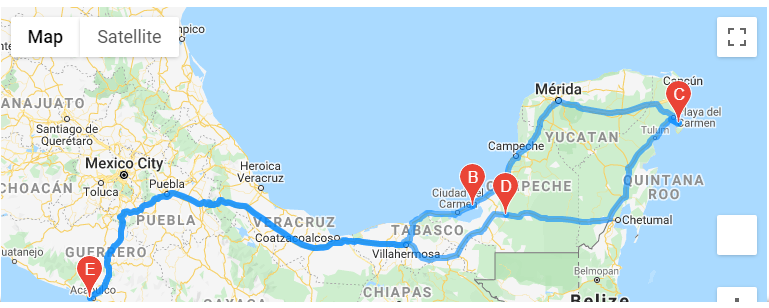 Map
Satellite
mpico
Cancún
Mérida
C
ANAJUATO
Playa del
Carmen
Santiago de
Querétaro
YUCATAN
Tulum
Campeche
Mexico City
Heroica
Veracruz
CHOACÁN
Toluca
Puebla
B
D
Ciudad del
Carmen
CAMPECHE
QUINTANA
ROO
PUEBLA
VERACRUZ
Chetumal
TABASCO
Coatzacoalcos
uatanejo
GUERRERO
Villahermosa
E
Belmopan
Acapulco
CHIAPAS
OAXACA
Belize